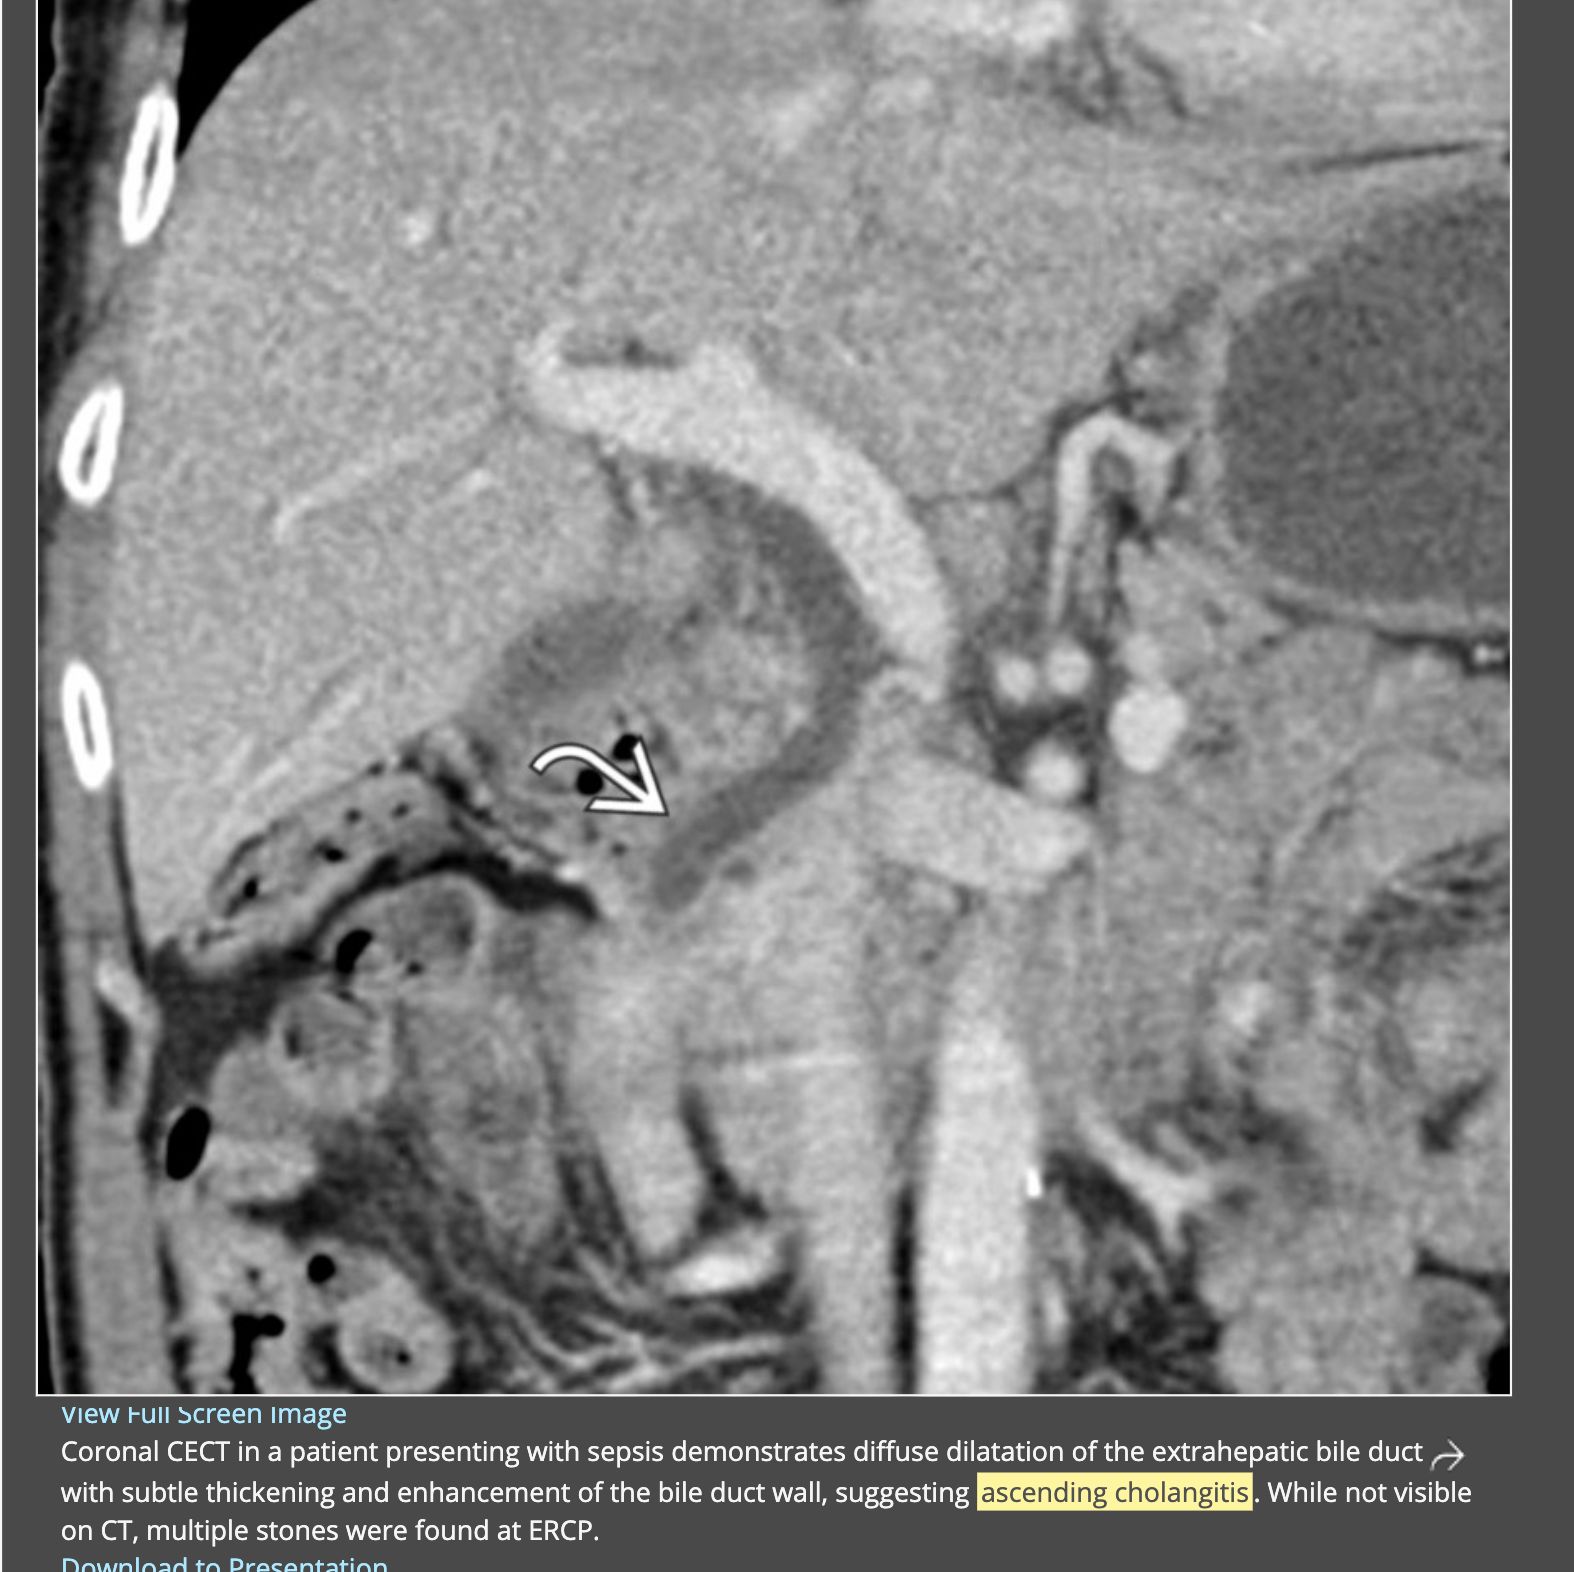 View Full Screen Image
Coronal CECT in a patient presenting with sepsis demonstrates diffuse dilatation of the extrahepatic bile duct
with subtle thickening and enhancement of the bile duct wall, suggesting ascending cholangitis. While not visible
on CT, multiple stones were found at ERCP.
Download to Presentation